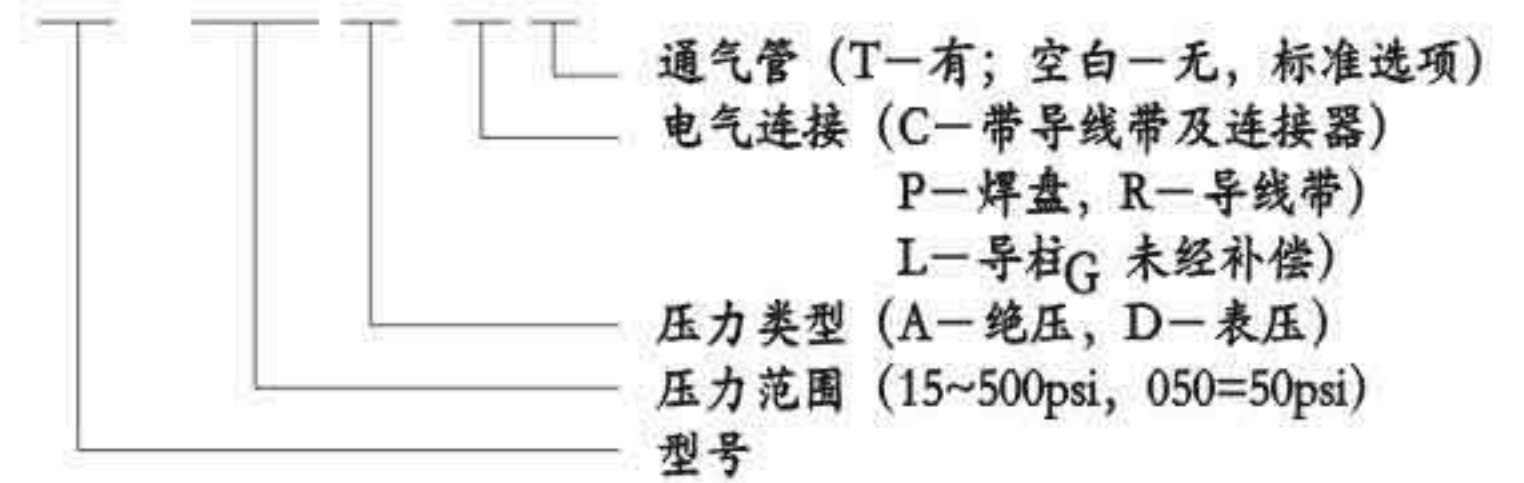 通气管（T－有；空白－无，标准选项）
电气连接（C－带导线带及连接器）
P－焊盘，R－导线带）
L－导柱G 未经补偿）
压力类型（A－绝压，D－表压）
压力范围（15~500psi，050=50psi）
型号